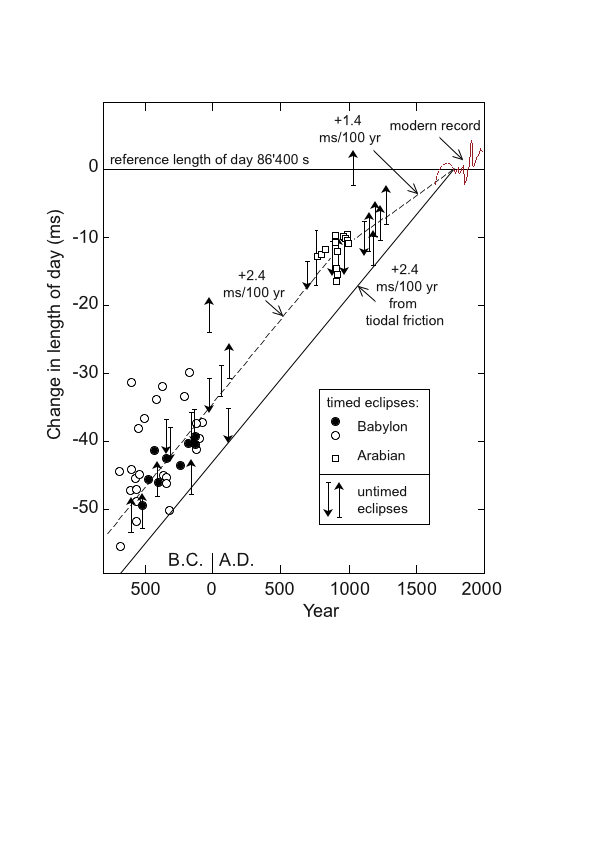 +1.4
ms/100 yr
modern record
reference length of day 86'400 s
0
-10
-20
-30
-40
-50
Change in length of day (ms)
+2.4
ms/100 yr
+2.4
ms/100 yr
from
tiodal friction
timed eclipses:
Babylon
Arabian
untimed
eclipses
B.C.
A.D.
500
0
500
1000
1500
2000
Year